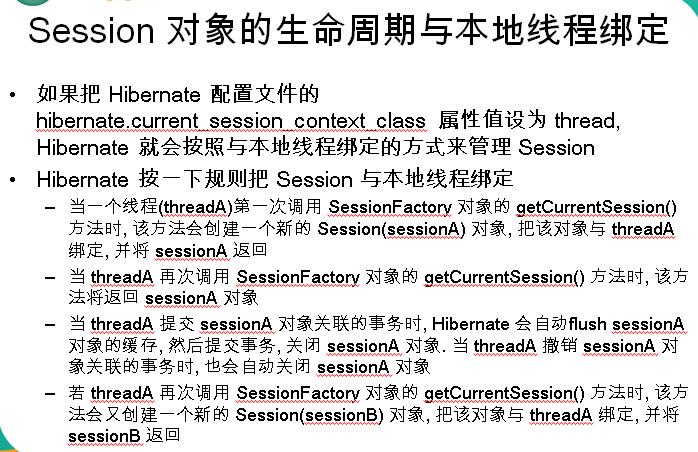 Session 对象的生命周期与本地线程绑定
• 如果把 Hibernate 配置文件的
hibernate.current_session_context_class 属性值设为 thread,
Hibernate 就会按照与本地线程绑定的方式来管理 Session
• Hibernate 按一下规则把 Session 与本地线程绑定
– 当一个线程(threadA)第一次调用 SessionFactory 对象的 getCurrentSession()
方法时, 该方法会创建一个新的 Session(sessionA) 对象, 把该对象与 threadA
绑定, 并将 sessionA 返回
– 当 threadA 再次调用 SessionFactory 对象的 getCurrentSession() 方法时, 该方
法将返回 sessionA 对象
– 当 threadA 提交 sessionA 对象关联的事务时, Hibernate 会自动flush sessionA
对象的缓存, 然后提交事务, 关闭 sessionA 对象. 当 threadA 撤销 sessionA 对
象关联的事务时, 也会自动关闭 sessionA 对象
– 若 threadA 再次调用 SessionFactory 对象的 getCurrentSession() 方法时, 该方
法会又创建一个新的 Session(sessionB) 对象, 把该对象与 threadA 绑定, 并将
sessionB 返回